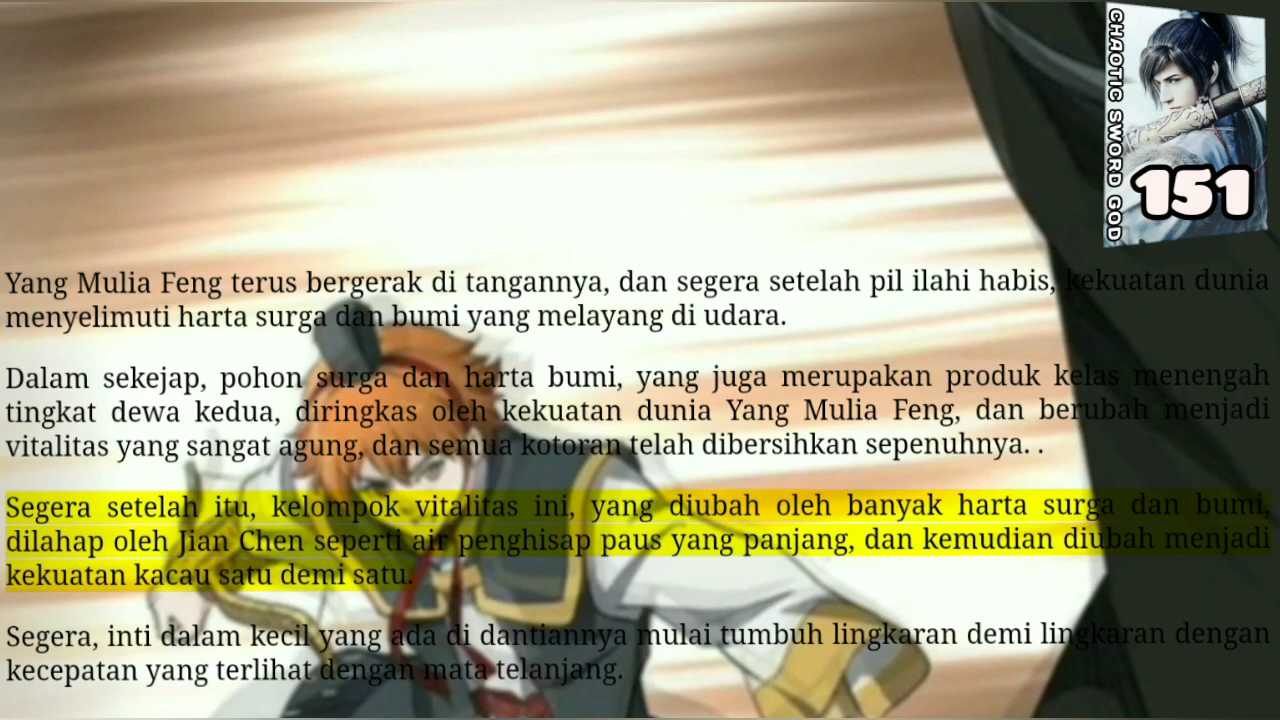 CHAOTIC SWORD GOD
151
Yang Mulia Feng terus bergerak di tangannya, dan segera setelah pil ilahi habis, kekuatan dunia
menyelimuti harta surga dan bumi yang melayang di udara.
Dalam sekejap, pohon surga dan harta bumi, yang juga merupakan produk kelas menengah
tingkat dewa kedua, diringkas oleh kekuatan dunia Yang Mulia Feng, dan berubah menjadi
vitalitas yang sangat agung, dan semua kotoran telah dibersihkan sepenuhnya. .
Segera setelah itu, kelompok vitalitas ini, yang diubah oleh banyak harta surga dan bumi,
dilahap oleh Jian Chen seperti air penghisap paus yang panjang, dan kemudian diubah menjadi
kekuatan kacau satu demi satu.
Segera, inti dalam kecil yang ada di dantiannya mulai tumbuh lingkaran demi lingkaran dengan
kecepatan yang terlihat dengan mata telanjang.